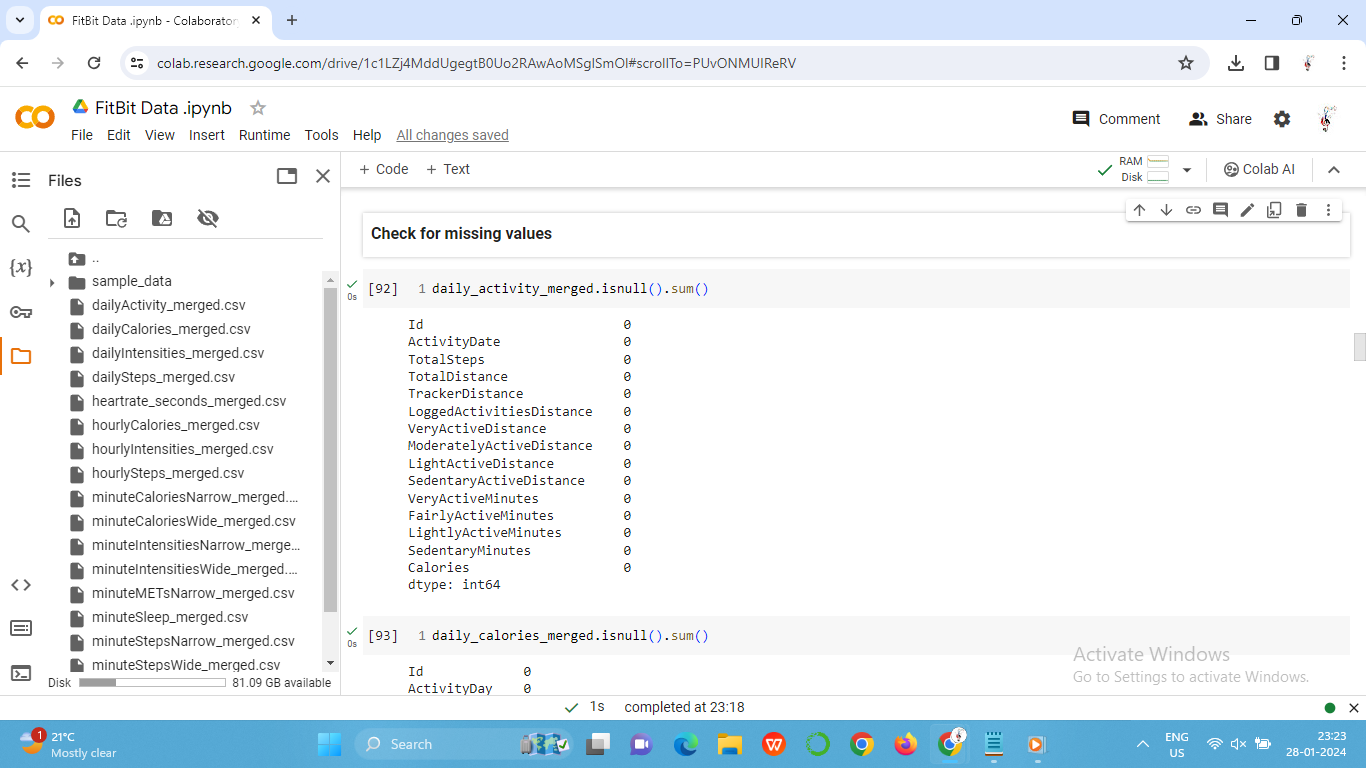 FitBit Data .ipynb - Colaborator
colab.research.google.com/drive/1c1LZj4MddUgegtB0Uo2RAwAoMSglSmOl#scrollTo=PUvONMUIReRV
FitBit Data .ipynb
File Edit View Insert Runtime Tools Help All changes saved
Comment Share
Files
+ Code + Text
RAM
Disk
Colab AI
..
sample_data
dailyActivity_merged.csv
dailyCalories_merged.csv
dailyIntensities_merged.csv
dailySteps_merged.csv
heartrate_seconds_merged.csv
hourlyCalories_merged.csv
hourlyIntensities_merged.csv
hourlySteps_merged.csv
minuteCaloriesNarrow_merged....
minuteCaloriesWide_merged.csv
minuteIntensitiesNarrow_merge...
minuteIntensitiesWide_merged....
minuteMETsNarrow_merged.csv
minuteSleep_merged.csv
minuteStepsNarrow_merged.csv
minuteStepsWide_merged.csv
Disk 81.09 GB available
{x}
Check for missing values
0s
[92] 1 daily_activity_merged.isnull().sum()
Id 0
ActivityDate 0
TotalSteps 0
TotalDistance 0
TrackerDistance 0
LoggedActivitiesDistance 0
VeryActiveDistance 0
ModeratelyActiveDistance 0
LightActiveDistance 0
SedentaryActiveDistance 0
VeryActiveMinutes 0
FairlyActiveMinutes 0
LightlyActiveMinutes 0
SedentaryMinutes 0
Calories 0
dtype: int64
0s
[93] 1 daily_calories_merged.isnull().sum()
Id 0
ActivityDay 0
Activate Windows
Go to Settings to activate Windows.
1s completed at 23:18
1
21°C
Mostly clear
Search
W
ENG
US
23:23
28-01-2024